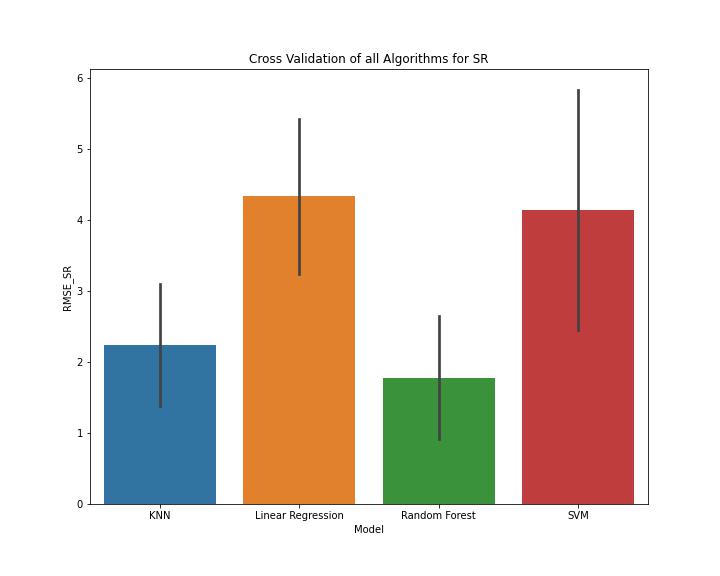 Cross Validation of all Algorithms for SR
6
5
4
3
2
1
0
RMSE_SR
KNN
Linear Regression
Random Forest
SVM
Model